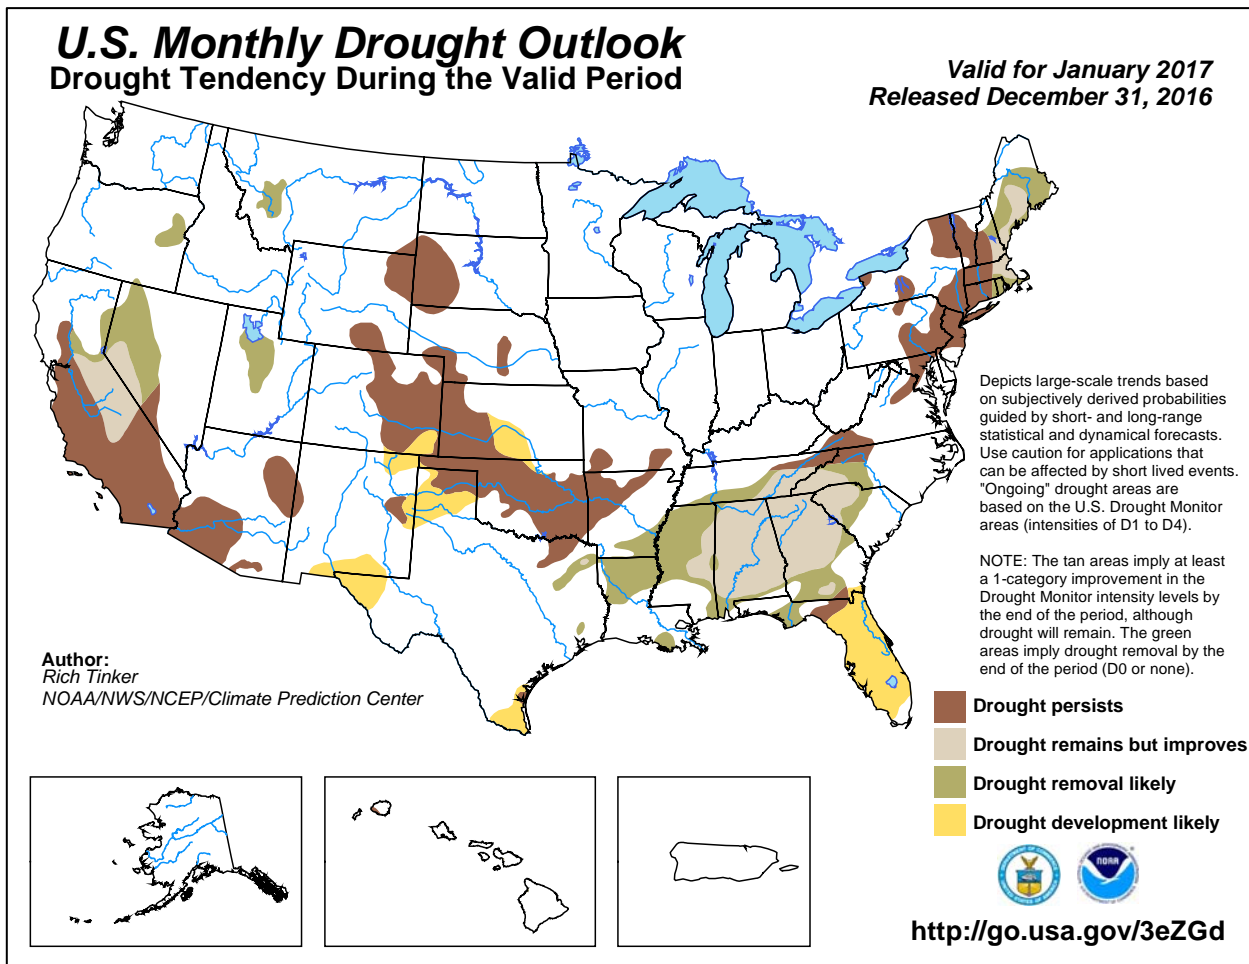 U.S. Monthly Drought Outlook
Drought Tendency During the Valid Period
Valid for January 2017
Released December 31, 2016
Depicts large-scale trends based
on subjectively derived probabilities
guided by short- and long-range
statistical and dynamical forecasts.
Use caution for applications that
can be affected by short lived events.
"Ongoing" drought areas are
based on the U.S. Drought Monitor
areas (intensities of D1 to D4).
NOTE: The tan areas imply at least
a 1-category improvement in the
Drought Monitor intensity levels by
the end of the period, although
drought will remain. The green
areas imply drought removal by the
end of the period (D0 or none).
Author:
Rich Tinker
NOAA/NWS/NCEP/Climate Prediction Center
Drought persists
Drought remains but improves
Drought removal likely
Drought development likely
NOAA
http://go.usa.gov/3eZGd